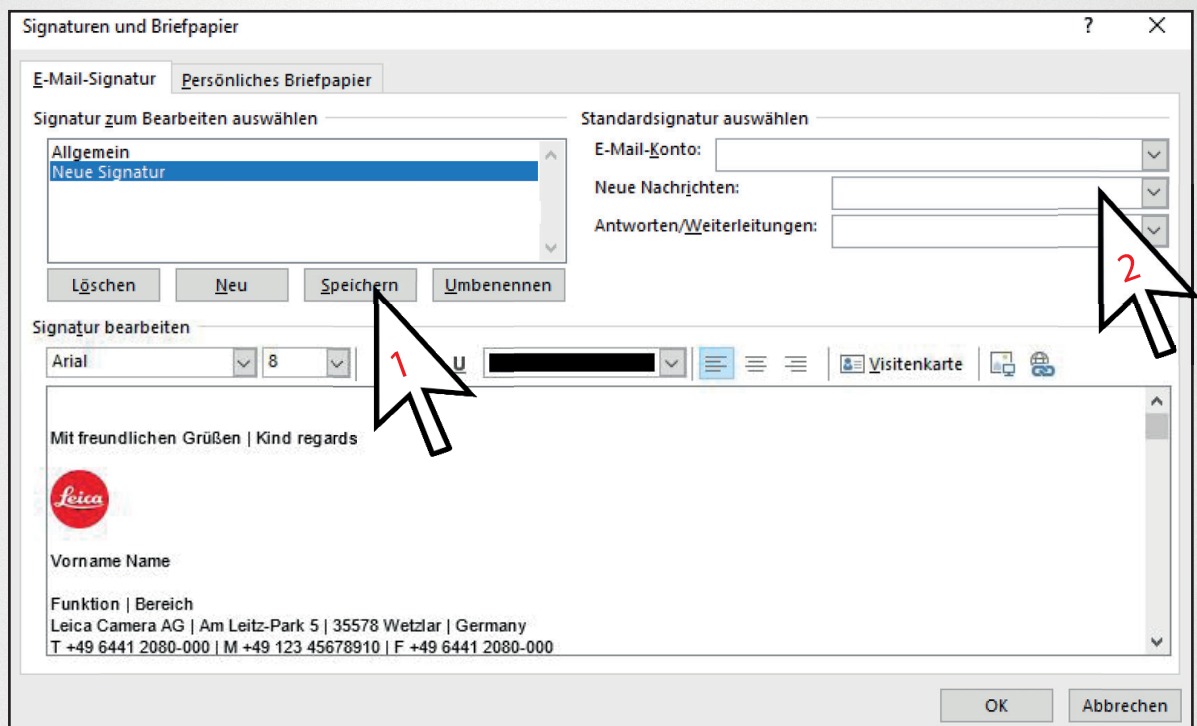 Signaturen und Briefpapier ? ×
E-Mail-Signatur Persönliches Briefpapier
Signatur zum Bearbeiten auswählen
Allgemein
Neue Signatur
Löschen Neu Speichern Umbenennen
Standardsignatur auswählen
E-Mail-Konto:
Neue Nachrichten:
Antworten/Weiterleitungen:
2
Signatur bearbeiten
Arial 8 U Visitenkarte
1
Mit freundlichen Grüßen | Kind regards
Leica
Vorname Name
Funktion | Bereich
Leica Camera AG | Am Leitz-Park 5 | 35578 Wetzlar | Germany
T +49 6441 2080-000 | M +49 123 45678910 | F +49 6441 2080-000
OK Abbrechen